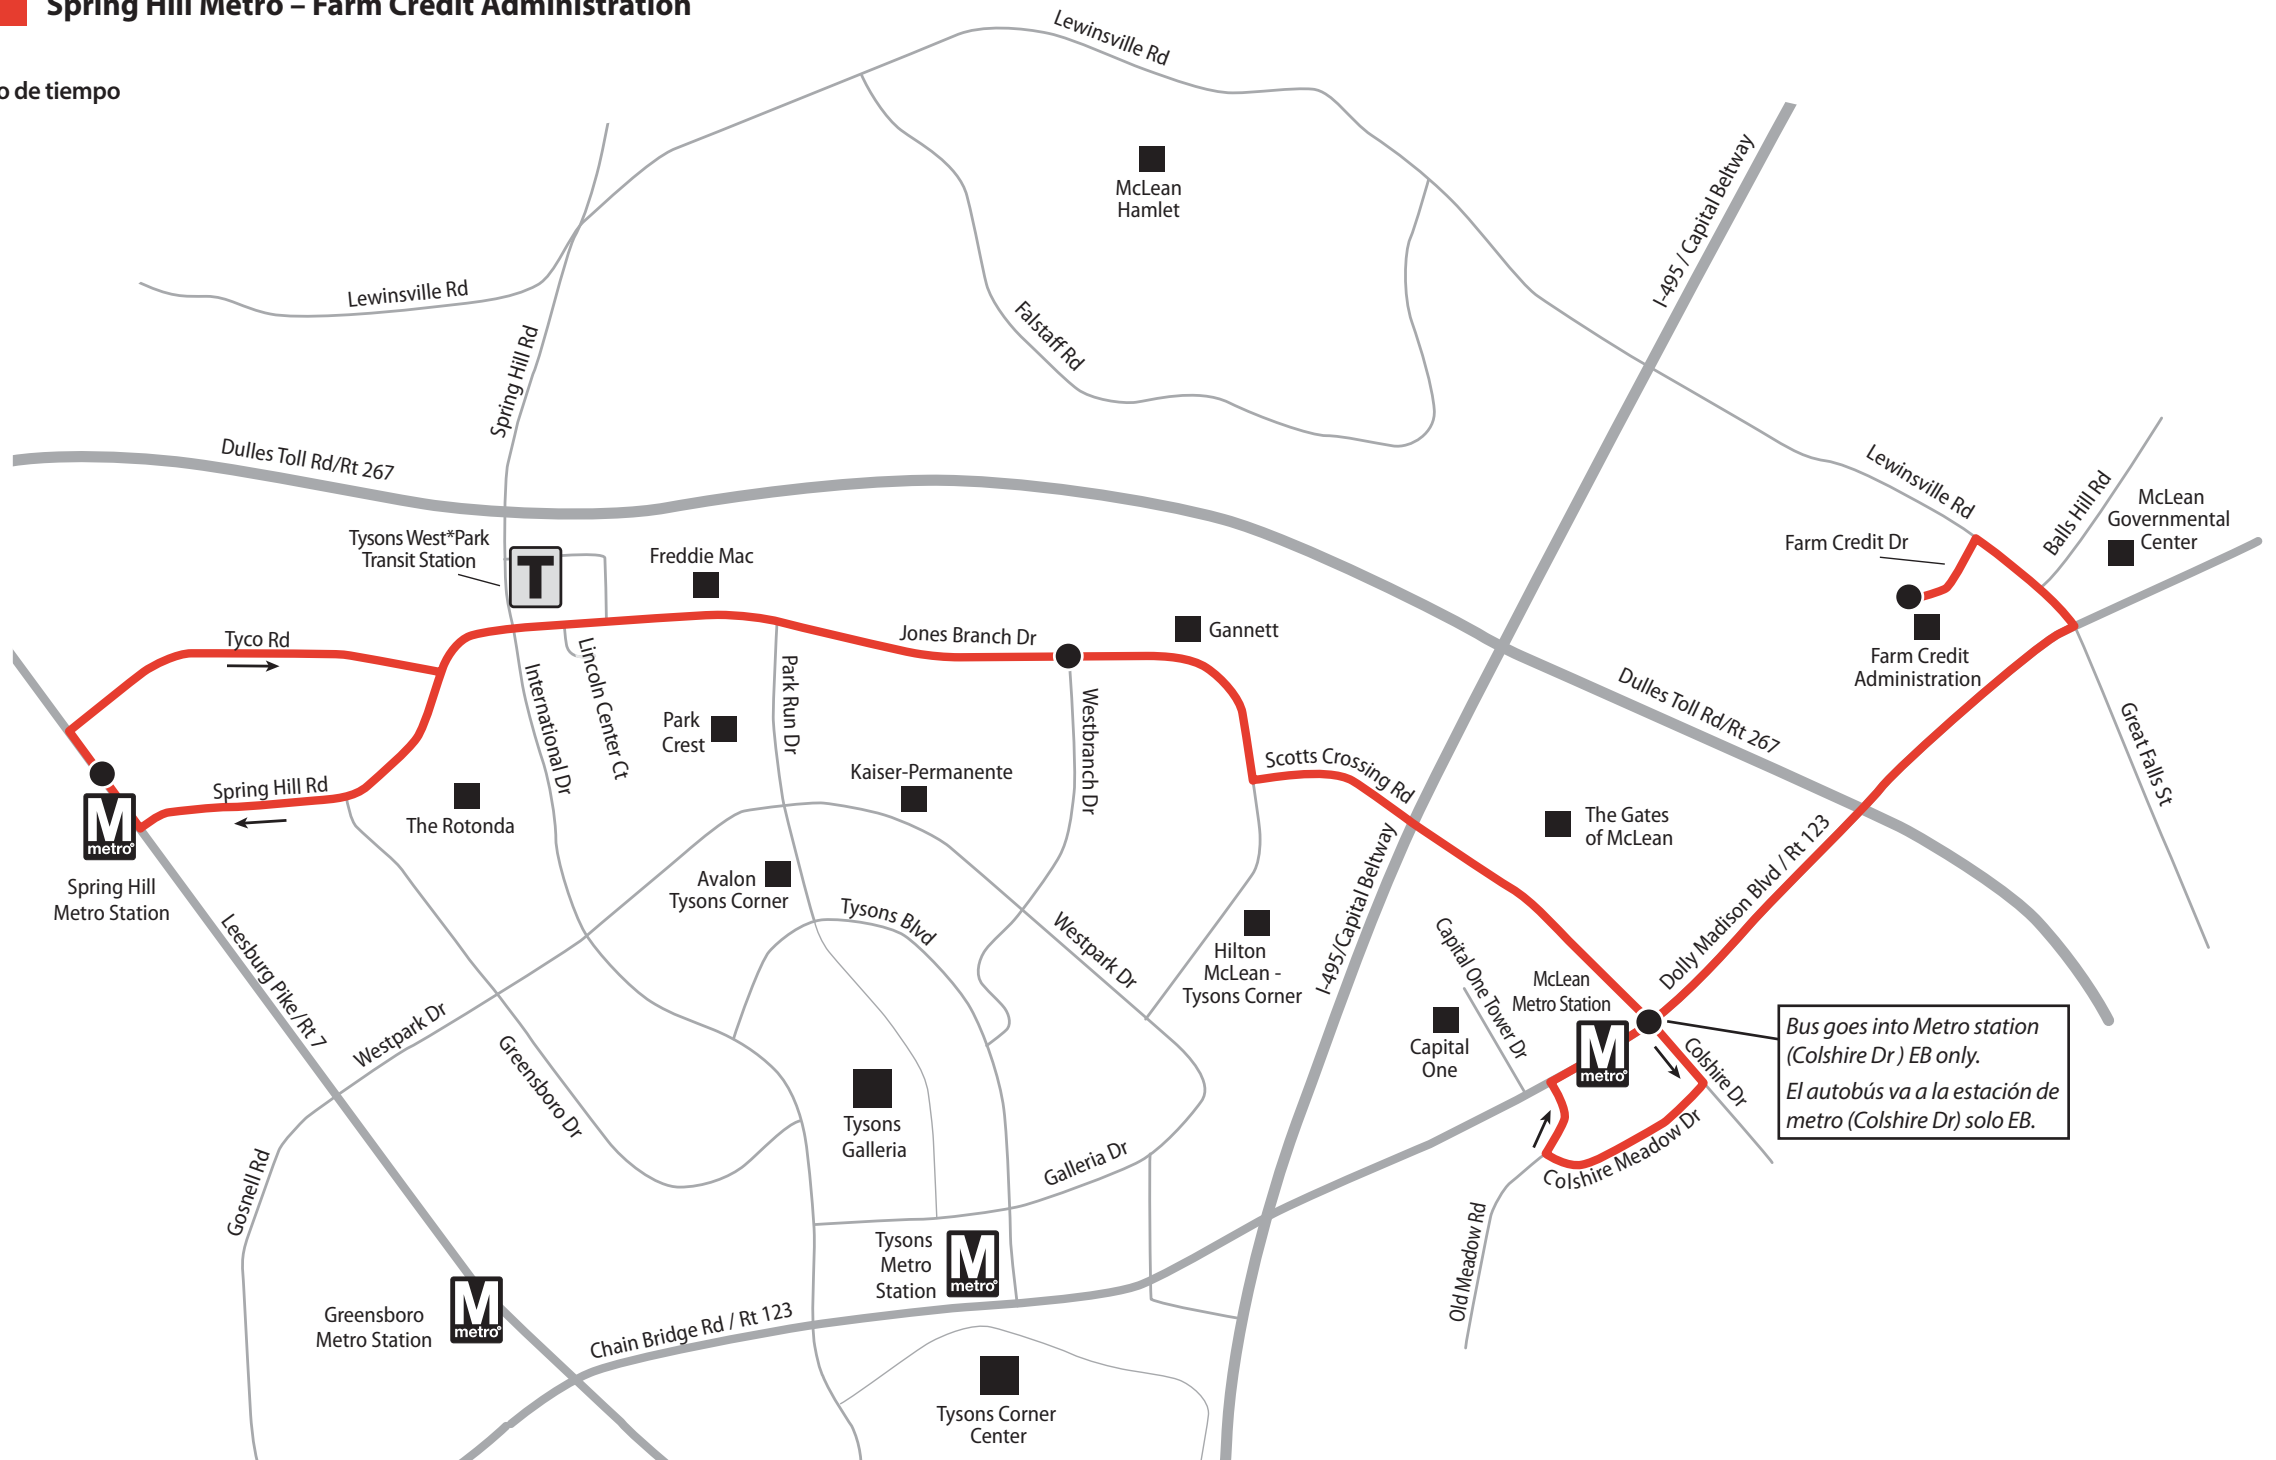 Spring Hill Metro – Farm Credit Administration
o de tiempo
Lewinsville Rd
McLean
Hamlet
I-495 / Capital Beltway
Lewinsville Rd
Spring Hill Rd
Falstaff Rd
Dulles Toll Rd/Rt 267
Lewinsville Rd
Balls Hill Rd
McLean
Governmental
Center
Tysons West*Park
Transit Station
T
Freddie Mac
Farm Credit Dr
Tyco Rd
Jones Branch Dr
Gannett
Farm Credit
Administration
International Dr
Lincoln Center Ct
Park
Crest
Park Run Dr
Westbranch Dr
Dulles Toll Rd/Rt 267
Great Falls St
Spring Hill Rd
The Rotonda
Kaiser-Permanente
Scotts Crossing Rd
The Gates
of McLean
M
metro
Spring Hill
Metro Station
Avalon
Tysons Corner
Tysons Blvd
Westpark Dr
Hilton
McLean -
Tysons Corner
I-495/Capital Beltway
Dolly Madison Blvd / Rt 123
Capital One Tower Dr
McLean
Metro Station
M
metro
Capital
One
Colshire Dr
Bus goes into Metro station
(Colshire Dr ) EB only.
El autobús va a la estación de
metro (Colshire Dr) solo EB.
Leesburg Pike/Rt 7
Westpark Dr
Greensboro Dr
Tysons
Galleria
Galleria Dr
Colshire Meadow Dr
Gosnell Rd
Old Meadow Rd
Tysons
Metro
Station
M
metro
Greensboro
Metro Station
M
metro
Chain Bridge Rd / Rt 123
Tysons Corner
Center